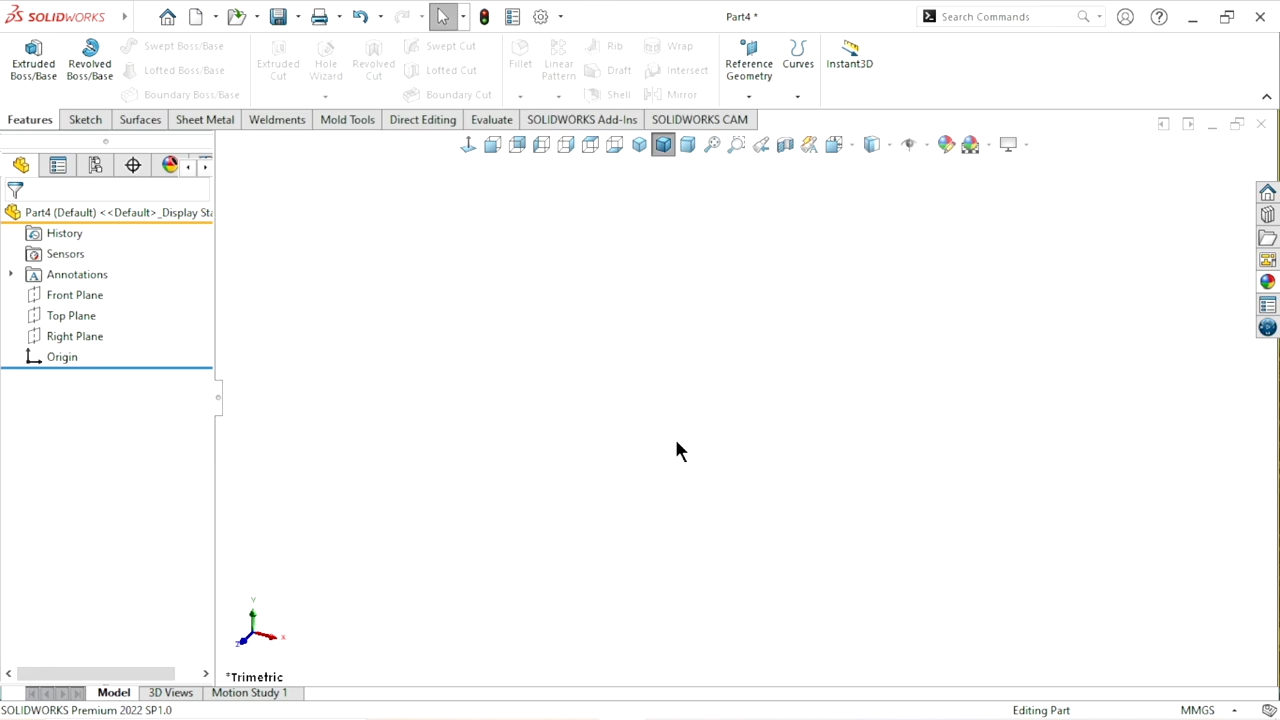 SOLIDWORKS
Part4 *
Search Commands
Extruded Boss/Base
Revolved Boss/Base
Swept Boss/Base
Lofted Boss/Base
Boundary Boss/Base
Extruded Cut
Hole Wizard
Revolved Cut
Swept Cut
Lofted Cut
Boundary Cut
Fillet
Linear Pattern
Rib
Draft
Shell
Wrap
Intersect
Mirror
Reference Geometry
Curves
Instant3D
Features
Sketch
Surfaces
Sheet Metal
Weldments
Mold Tools
Direct Editing
Evaluate
SOLIDWORKS Add-Ins
SOLIDWORKS CAM
Part4 (Default) <<Default>_Display Sta
History
Sensors
Annotations
Front Plane
Top Plane
Right Plane
Origin
Y
X
Z
*Trimetric
Model
3D Views
Motion Study 1
SOLIDWORKS Premium 2022 SP1.0
Editing Part
MMGS